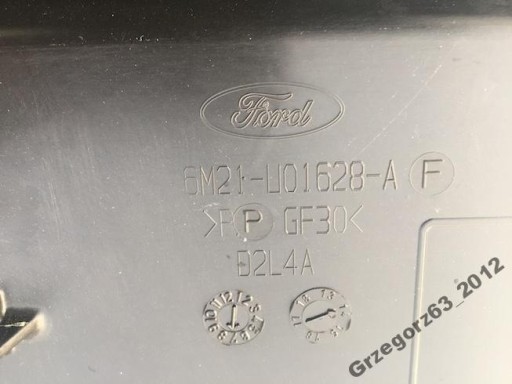 Ford
6M21-U01628-A F
>P P GF30<
B2L4A
Grzegorz63_2012